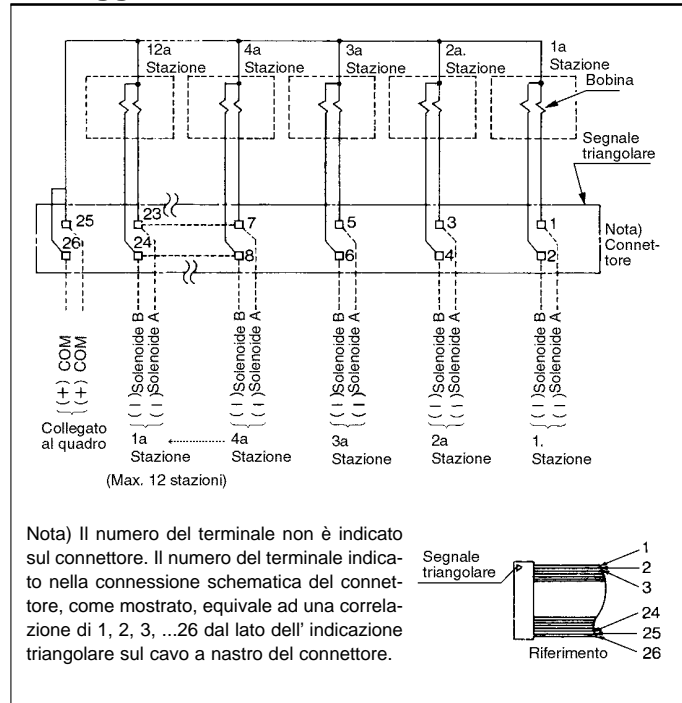 12a
Stazione
4a
Stazione
3a
Stazione
2a.
Stazione
1a
Stazione
Bobina
Segnale
triangolare
25
26
23
24
7
8
5
6
3
4
1
2
Nota)
Connet-
tore
(+) COM
(+) COM
(−)Solenoide B
(−)Solenoide A
(−)Solenoide B
(−)Solenoide A
(−)Solenoide B
(−)Solenoide A
(−)Solenoide B
(−)Solenoide A
(−)Solenoide B
(−)Solenoide A
Collegato
al quadro
1a
Stazione
4a
Stazione
3a
Stazione
2a
Stazione
1.
Stazione
(Max. 12 stazioni)
Nota) Il numero del terminale non è indicato
sul connettore. Il numero del terminale indica-
to nella connessione schematica del connet-
tore, come mostrato, equivale ad una correla-
zione di 1, 2, 3, ...26 dal lato dell' indicazione
triangolare sul cavo a nastro del connettore.
Segnale
triangolare
1
2
3
24
25
26
Riferimento